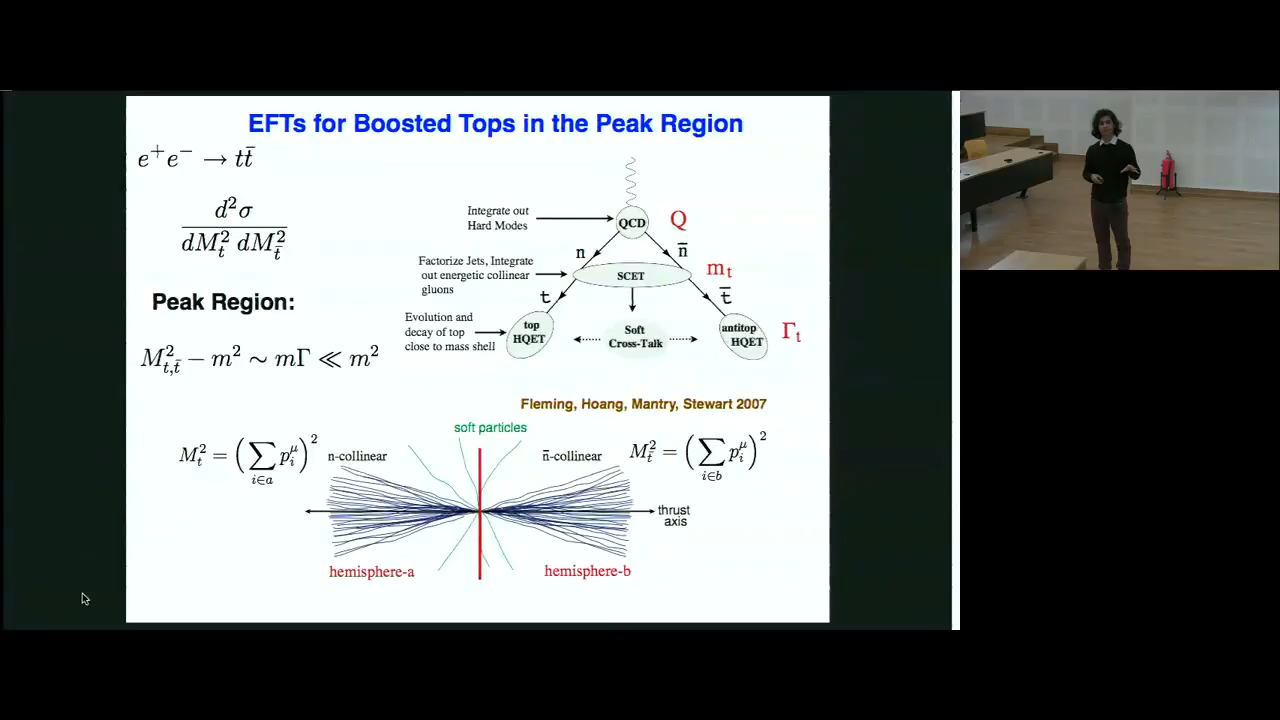 EFTs for Boosted Tops in the Peak Region
e⁺e⁻ → tt̄
d²σ
dM_t² dM_t̄²
Peak Region:
M²_{t,t̄} − m² ∼ mΓ ≪ m²
Integrate out
Hard Modes
QCD
Q
n
n̄
Factorize Jets, Integrate
out energetic collinear
gluons
SCET
m_t
t
t̄
Evolution and
decay of top
close to mass shell
top
HQET
Soft
Cross-Talk
antitop
HQET
Γ_t
Fleming, Hoang, Mantry, Stewart 2007
soft particles
M_t² = (∑_{i∈a} p_i^μ)²
n-collinear
n̄-collinear
M_t̄² = (∑_{i∈b} p_i^μ)²
thrust
axis
hemisphere-a
hemisphere-b